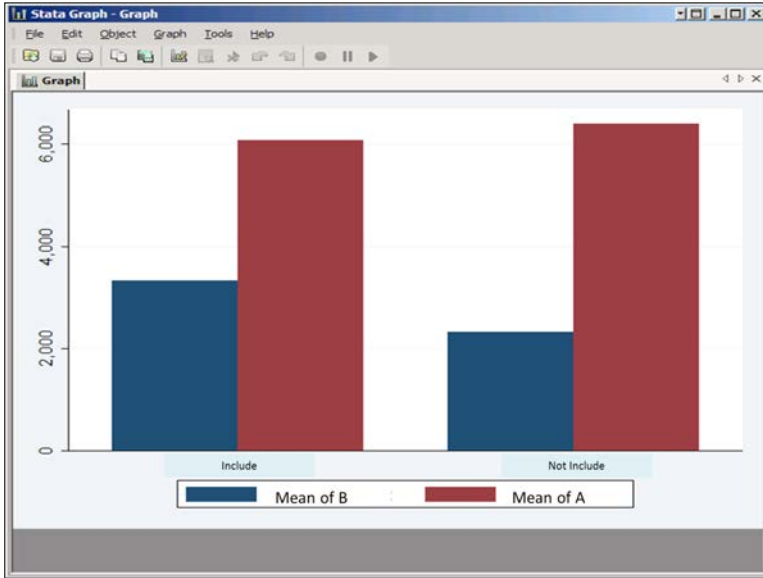 Stata Graph - Graph
File Edit Object Graph Tools Help
Graph
6,000
4,000
2,000
0
Include Not Include
Mean of B Mean of A